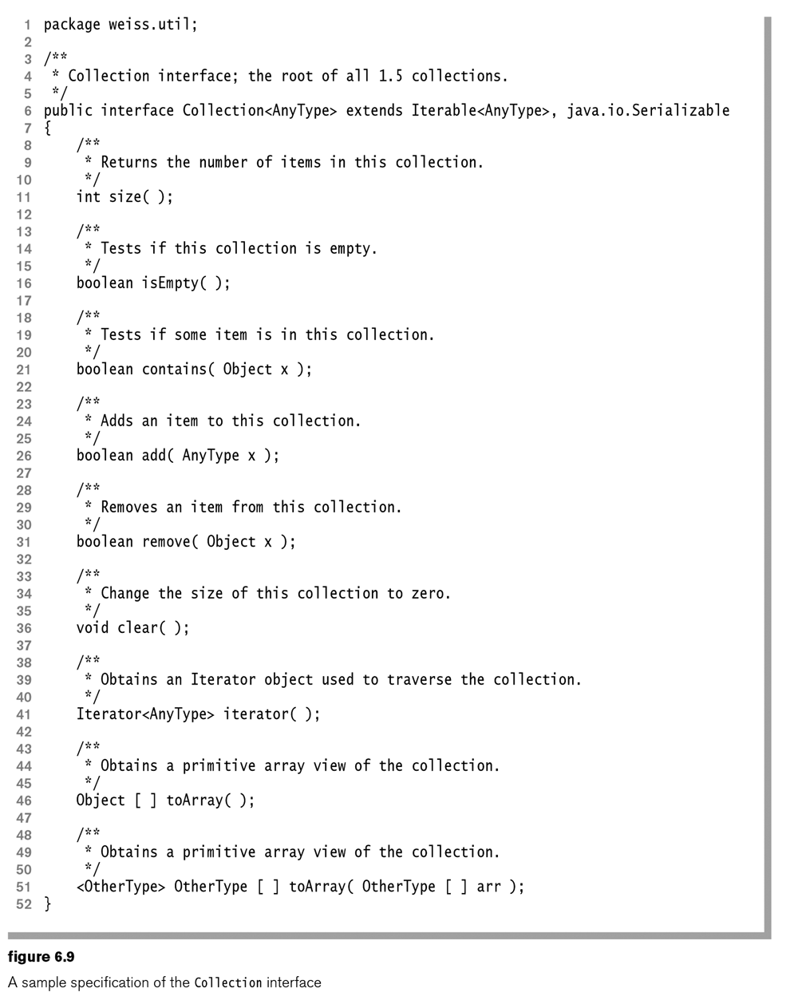 1 package weiss.util;
2
3 /**
4  * Collection interface; the root of all 1.5 collections.
5  */
6 public interface Collection<AnyType> extends Iterable<AnyType>, java.io.Serializable
7 {
8     /**
9      * Returns the number of items in this collection.
10      */
11     int size( );
12
13     /**
14      * Tests if this collection is empty.
15      */
16     boolean isEmpty( );
17
18     /**
19      * Tests if some item is in this collection.
20      */
21     boolean contains( Object x );
22
23     /**
24      * Adds an item to this collection.
25      */
26     boolean add( AnyType x );
27
28     /**
29      * Removes an item from this collection.
30      */
31     boolean remove( Object x );
32
33     /**
34      * Change the size of this collection to zero.
35      */
36     void clear( );
37
38     /**
39      * Obtains an Iterator object used to traverse the collection.
40      */
41     Iterator<AnyType> iterator( );
42
43     /**
44      * Obtains a primitive array view of the collection.
45      */
46     Object [ ] toArray( );
47
48     /**
49      * Obtains a primitive array view of the collection.
50      */
51     <OtherType> OtherType [ ] toArray( OtherType [ ] arr );
52 }
figure 6.9
A sample specification of the Collection interface